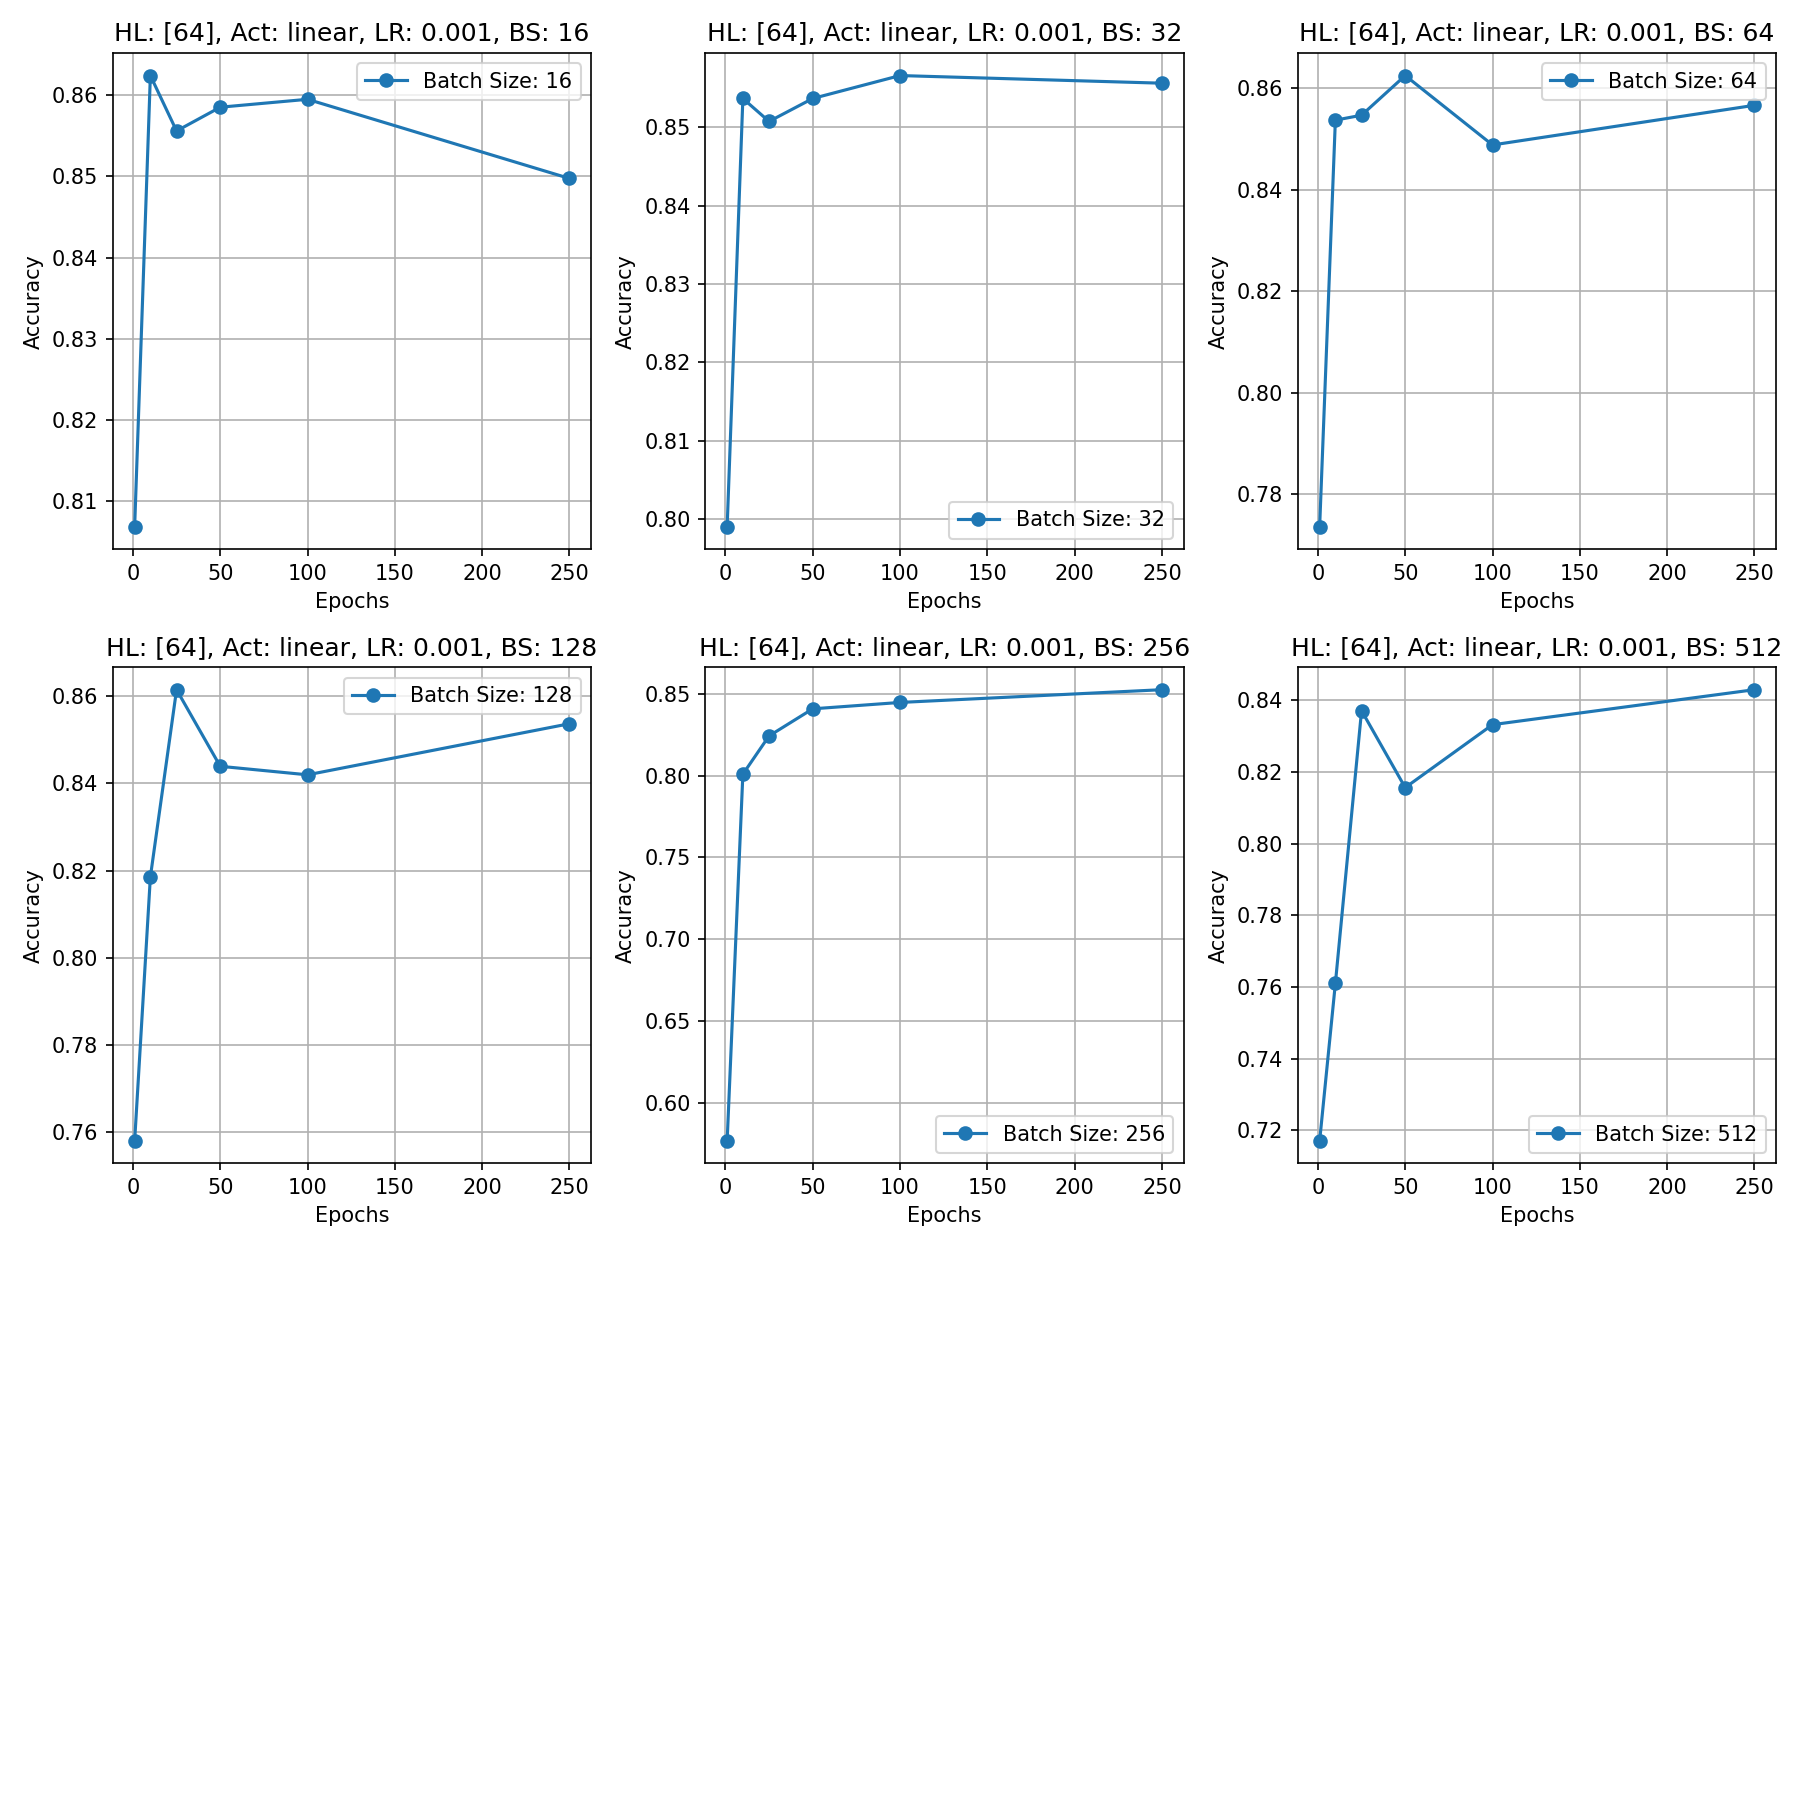 HL: [64], Act: linear, LR: 0.001, BS: 16
Batch Size: 16
Accuracy
0.86
0.85
0.84
0.83
0.82
0.81
0 50 100 150 200 250
Epochs
HL: [64], Act: linear, LR: 0.001, BS: 32
Batch Size: 32
Accuracy
0.85
0.84
0.83
0.82
0.81
0.80
0 50 100 150 200 250
Epochs
HL: [64], Act: linear, LR: 0.001, BS: 64
Batch Size: 64
Accuracy
0.86
0.84
0.82
0.80
0.78
0 50 100 150 200 250
Epochs
HL: [64], Act: linear, LR: 0.001, BS: 128
Batch Size: 128
Accuracy
0.86
0.84
0.82
0.80
0.78
0.76
0 50 100 150 200 250
Epochs
HL: [64], Act: linear, LR: 0.001, BS: 256
Batch Size: 256
Accuracy
0.85
0.80
0.75
0.70
0.65
0.60
0 50 100 150 200 250
Epochs
HL: [64], Act: linear, LR: 0.001, BS: 512
Batch Size: 512
Accuracy
0.84
0.82
0.80
0.78
0.76
0.74
0.72
0 50 100 150 200 250
Epochs